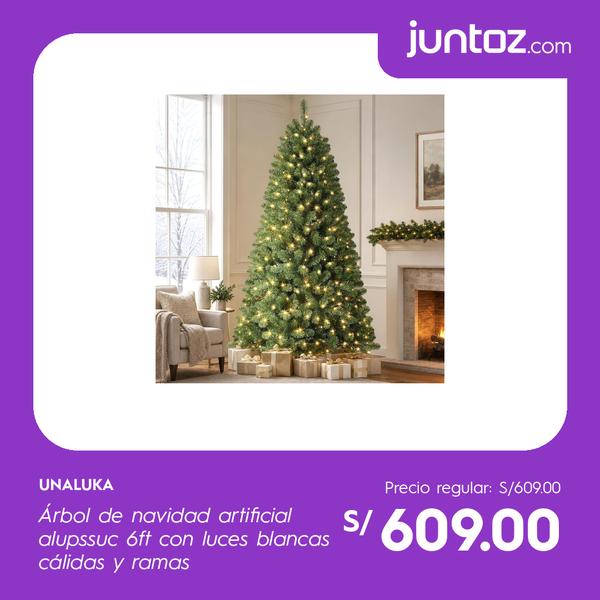 juntoz.com
UNALUKA
Árbol de navidad artificial
alupssuc 6ft con luces blancas
cálidas y ramas
Precio regular: S/609.00
S/ 609.00